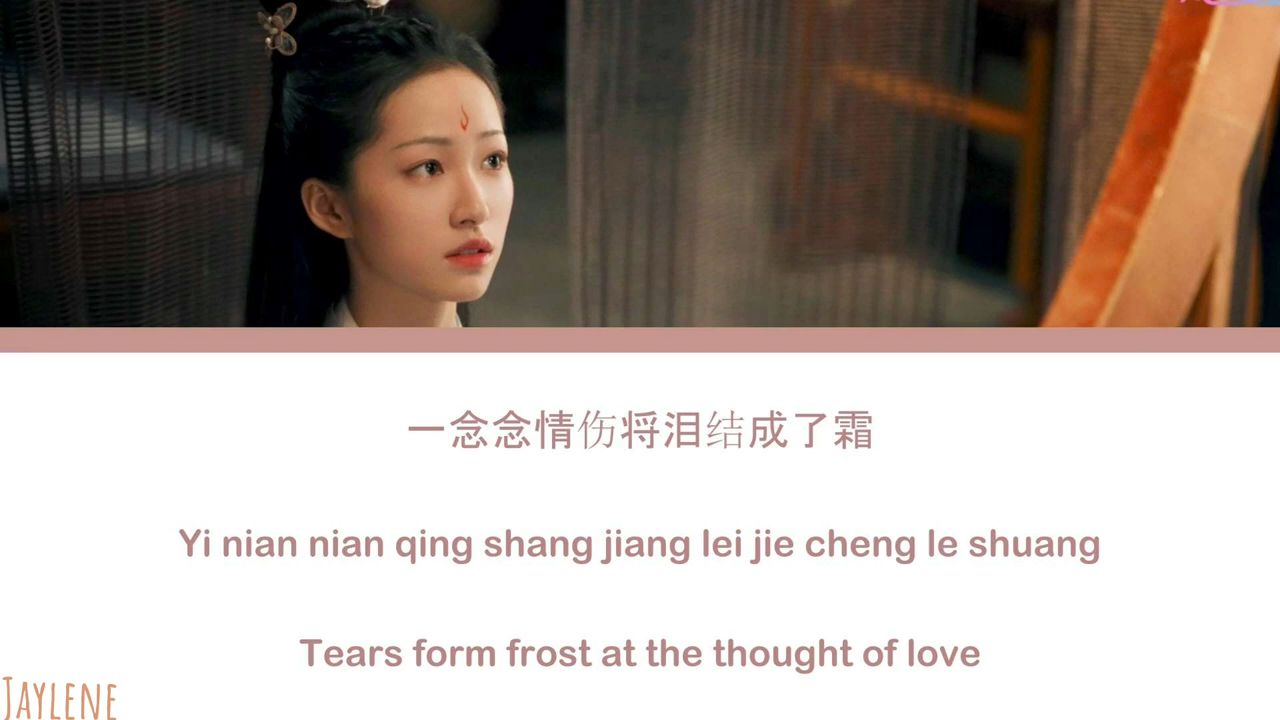 一念念情伤将泪结成了霜
Yi nian nian qing shang jiang lei jie cheng le shuang
Tears form frost at the thought of love
JAYLENE